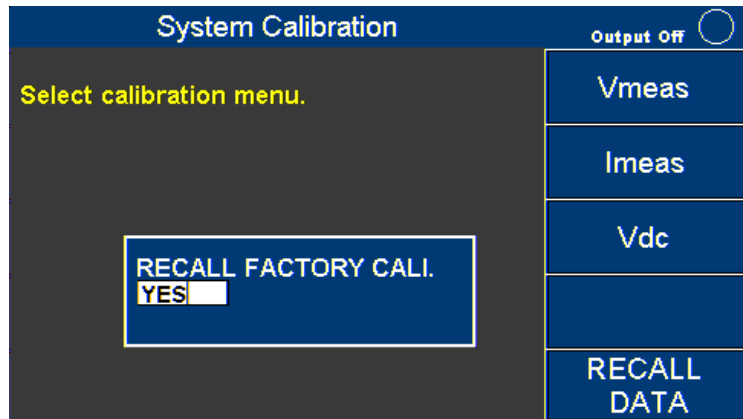 System Calibration
Output Off
Select calibration menu.
Vmeas
Imeas
Vdc
RECALL FACTORY CALI.
YES
RECALL
DATA